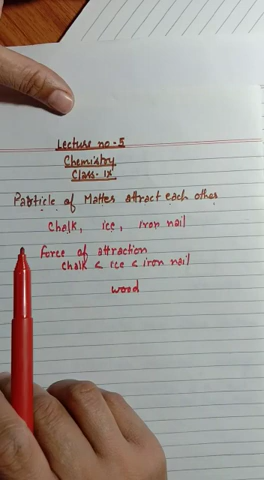 Lecture no.-5
Chemistry
Class-IX
Particle of Matter attract each other
Chalk, ice, iron nail
Force of attraction
chalk < ice < iron nail
wood